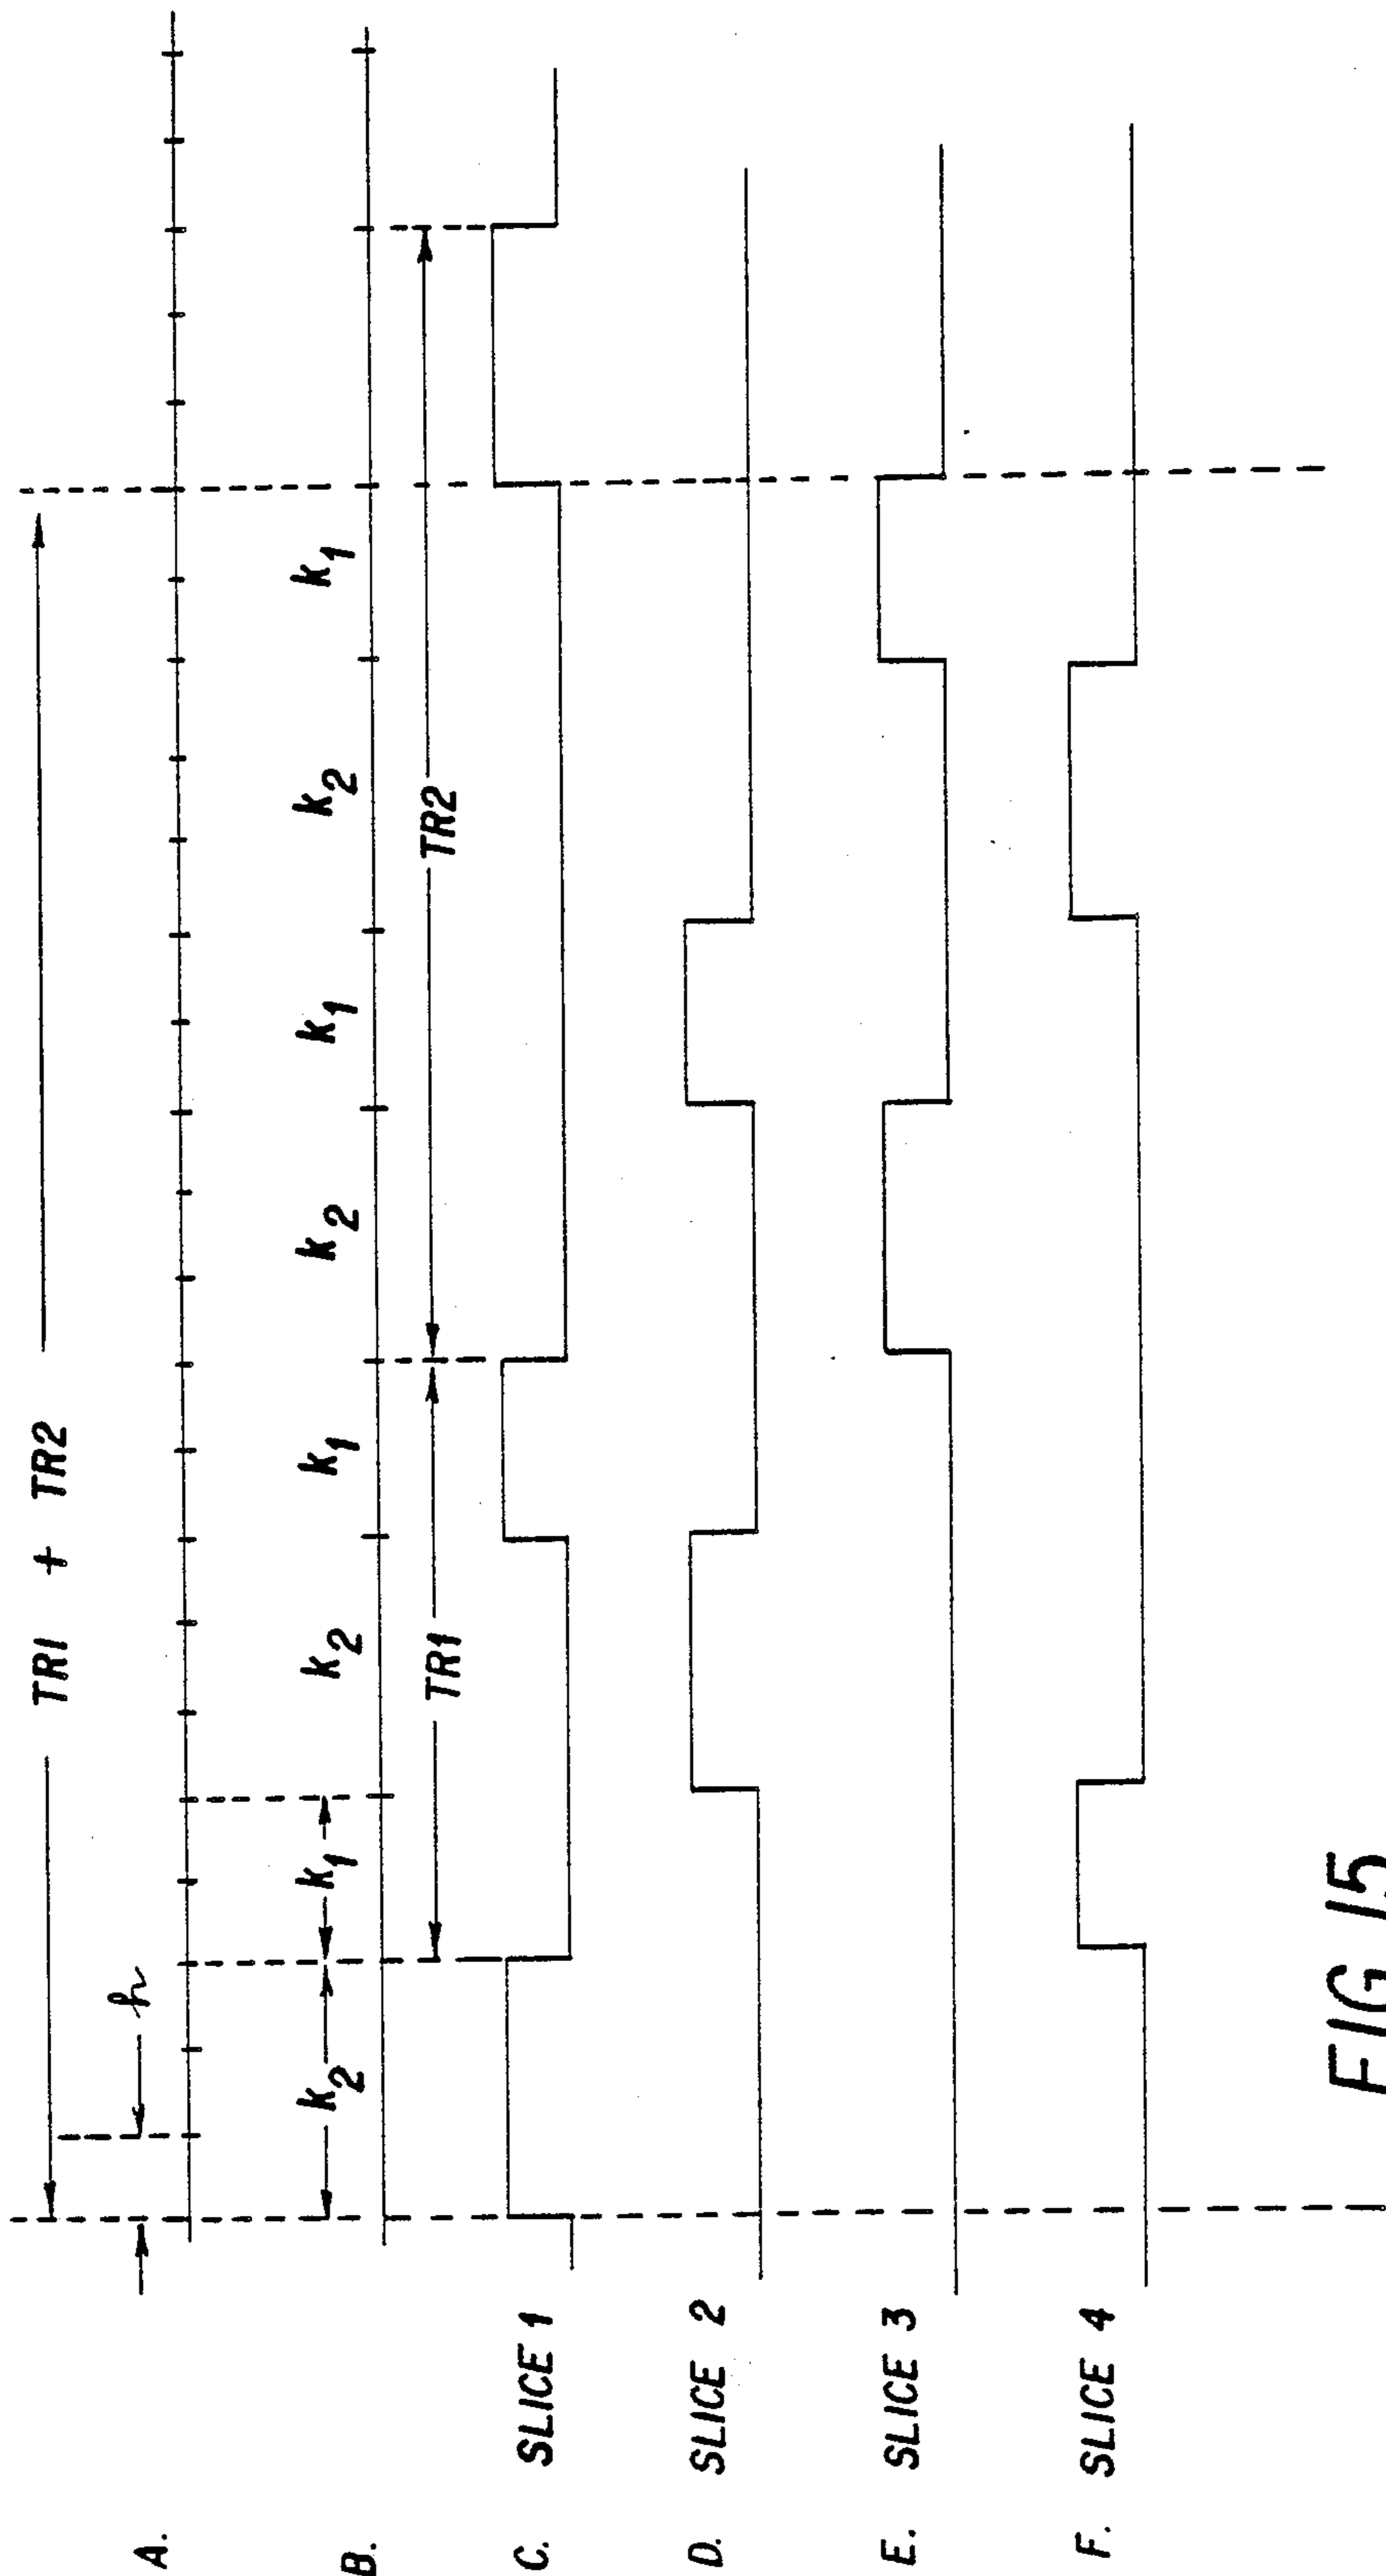 TR1 + TR2
A.
h
B.
k2 k1 k2 k1 k2 k1 k2 k1
TR1 TR2
C. SLICE 1
D. SLICE 2
E. SLICE 3
F. SLICE 4
FIG 15